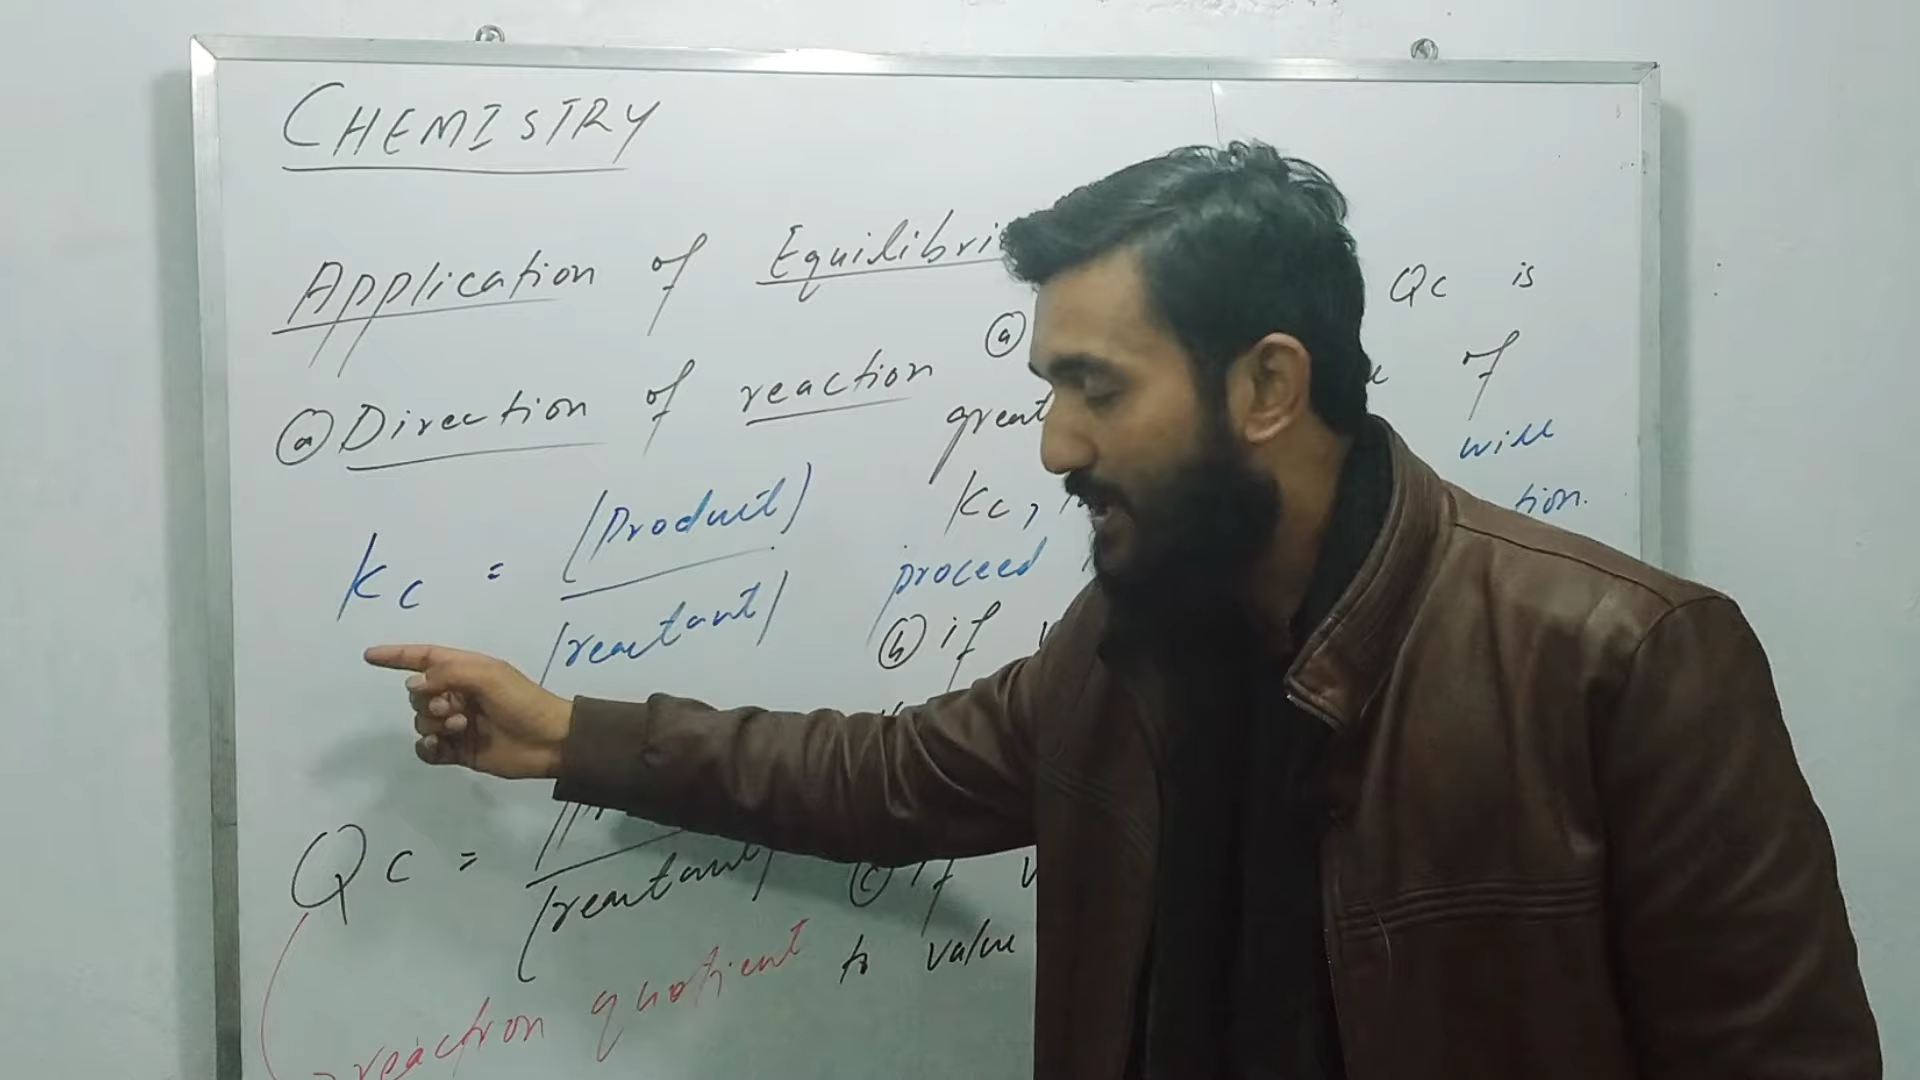 CHEMISTRY
Application of Equilibri
(a) Direction of reaction
Kc = [Product]
[reactant]
Qc =
[reactant]
reaction quotient
(a) Qc is
great of
Kc, will
proceed tion.
(b) if
(c) if
to value